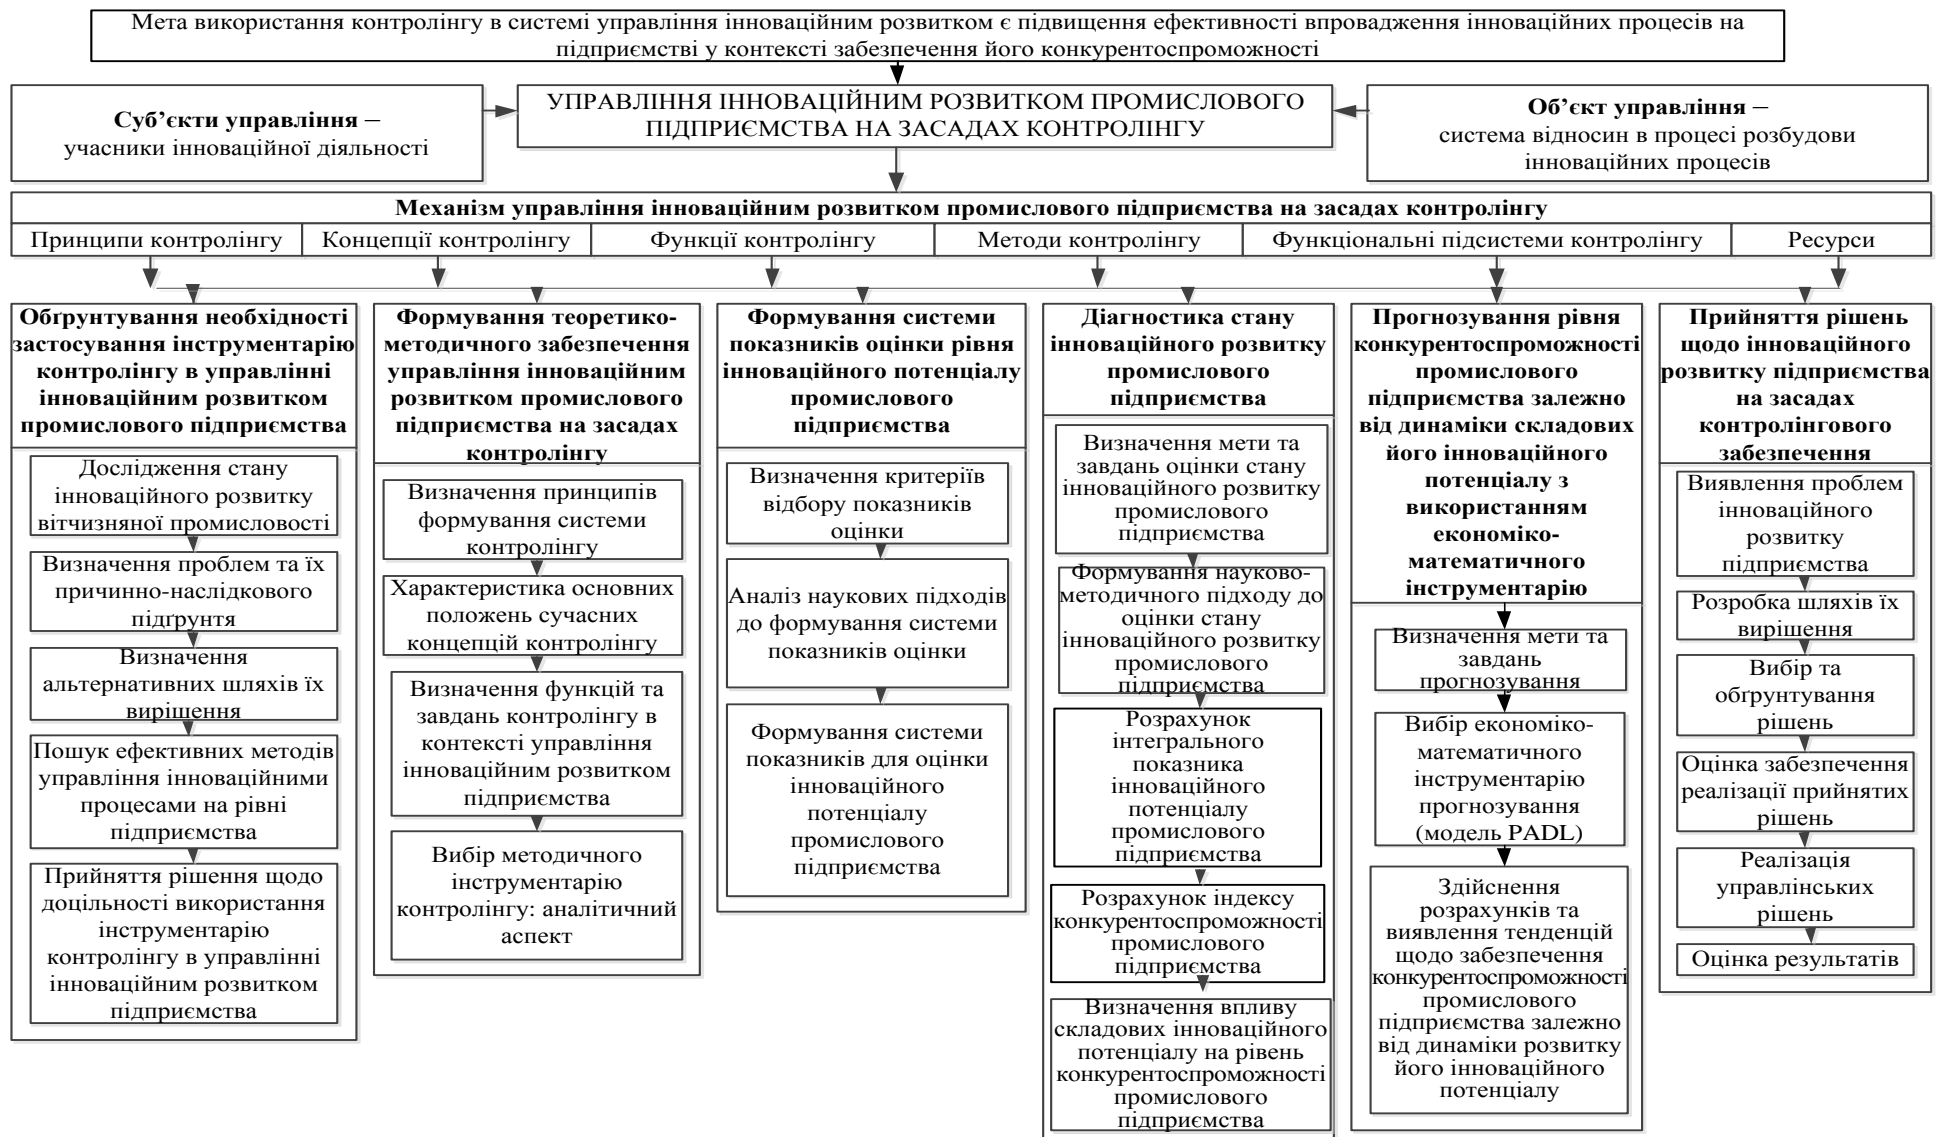 Мета використання контролінгу в системі управління інноваційним розвитком є підвищення ефективності впровадження інноваційних процесів на
підприємстві у контексті забезпечення його конкурентоспроможності
Суб’єкти управління –
учасники інноваційної діяльності
УПРАВЛІННЯ ІННОВАЦІЙНИМ РОЗВИТКОМ ПРОМИСЛОВОГО
ПІДПРИЄМСТВА НА ЗАСАДАХ КОНТРОЛІНГУ
Об’єкт управління –
система відносин в процесі розбудови
інноваційних процесів
Механізм управління інноваційним розвитком промислового підприємства на засадах контролінгу
Принципи контролінгу
Концепції контролінгу
Функції контролінгу
Методи контролінгу
Функціональні підсистеми контролінгу
Ресурси
Обґрунтування необхідності
застосування інструментарію
контролінгу в управлінні
інноваційним розвитком
промислового підприємства
Дослідження стану
інноваційного розвитку
вітчизняної промисловості
Визначення проблем та їх
причинно-наслідкового
підґрунтя
Визначення
альтернативних шляхів їх
вирішення
Пошук ефективних методів
управління інноваційними
процесами на рівні
підприємства
Прийняття рішення щодо
доцільності використання
інструментарію
контролінгу в управлінні
інноваційним розвитком
підприємства
Формування теоретико-
методичного забезпечення
управління інноваційним
розвитком промислового
підприємства на засадах
контролінгу
Визначення принципів
формування системи
контролінгу
Характеристика основних
положень сучасних
концепцій контролінгу
Визначення функцій та
завдань контролінгу в
контексті управління
інноваційним розвитком
підприємства
Вибір методичного
інструментарію
контролінгу: аналітичний
аспект
Формування системи
показників оцінки рівня
інноваційного потенціалу
промислового
підприємства
Визначення критеріїв
відбору показників
оцінки
Аналіз наукових підходів
до формування системи
показників оцінки
Формування системи
показників для оцінки
інноваційного
потенціалу
промислового
підприємства
Діагностика стану
інноваційного розвитку
промислового
підприємства
Визначення мети та
завдань оцінки стану
інноваційного розвитку
промислового
підприємства
Формування науково-
методичного підходу до
оцінки стану
інноваційного розвитку
промислового
підприємства
Розрахунок
інтегрального
показника
інноваційного
потенціалу
промислового
підприємства
Розрахунок індексу
конкурентоспроможності
промислового
підприємства
Визначення впливу
складових інноваційного
потенціалу на рівень
конкурентоспроможності
промислового
підприємства
Прогнозування рівня
конкурентоспроможності
промислового
підприємства залежно
від динаміки складових
його інноваційного
потенціалу з
використанням
економіко-
математичного
інструментарію
Визначення мети та
завдань
прогнозування
Вибір економіко-
математичного
інструментарію
прогнозування
(модель PADL)
Здійснення
розрахунків та
виявлення тенденцій
щодо забезпечення
конкурентоспроможності
промислового
підприємства залежно
від динаміки розвитку
його інноваційного
потенціалу
Прийняття рішень
щодо інноваційного
розвитку підприємства
на засадах
контролінгового
забезпечення
Виявлення проблем
інноваційного
розвитку
підприємства
Розробка шляхів їх
вирішення
Вибір та
обґрунтування
рішень
Оцінка забезпечення
реалізації прийнятих
рішень
Реалізація
управлінських
рішень
Оцінка результатів